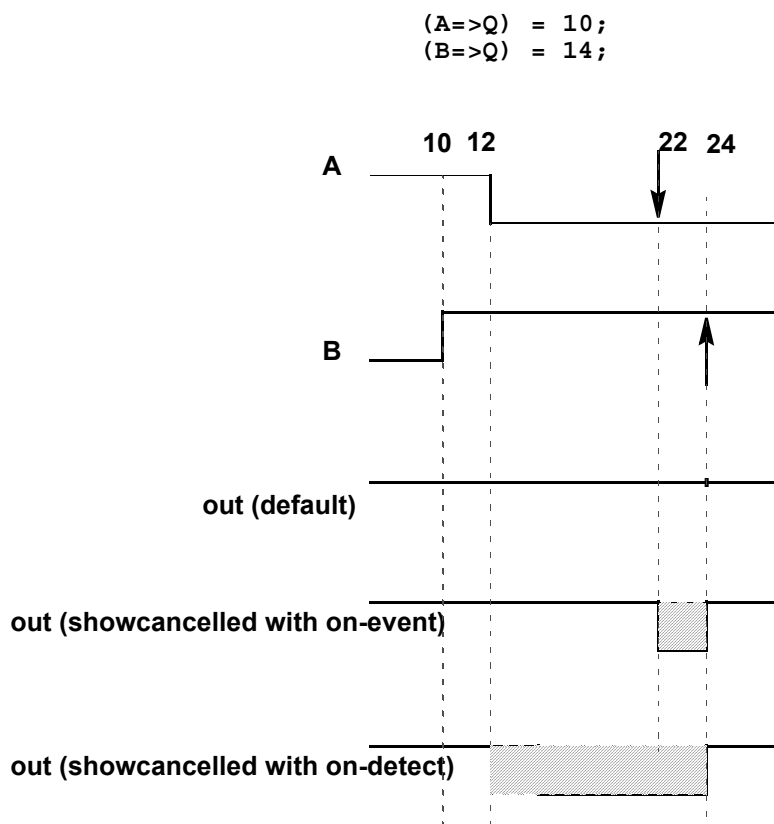 (A=>Q) = 10;
(B=>Q) = 14;
10 12 22 24
A
B
out (default)
out (showcancelled with on-event)
out (showcancelled with on-detect)